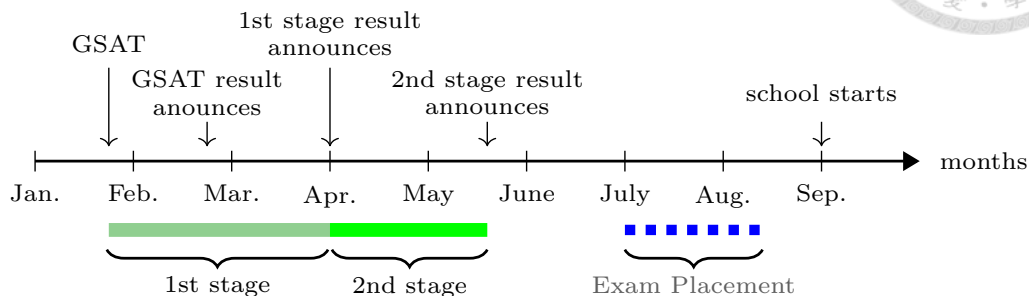 1st stage result
announces
GSAT
GSAT result
anounces
2nd stage result
announces
school starts
months
Jan.
Feb.
Mar.
Apr.
May
June
July
Aug.
Sep.
1st stage
2nd stage
Exam Placement